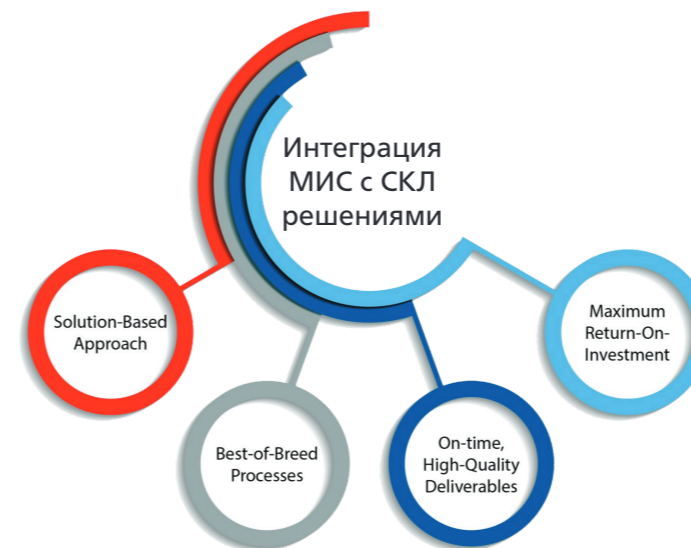 Интеграция
МИС с СКЛ
решениями
Solution-Based
Approach
Best-of-Breed
Processes
On-time,
High-Quality
Deliverables
Maximum
Return-On-
Investment